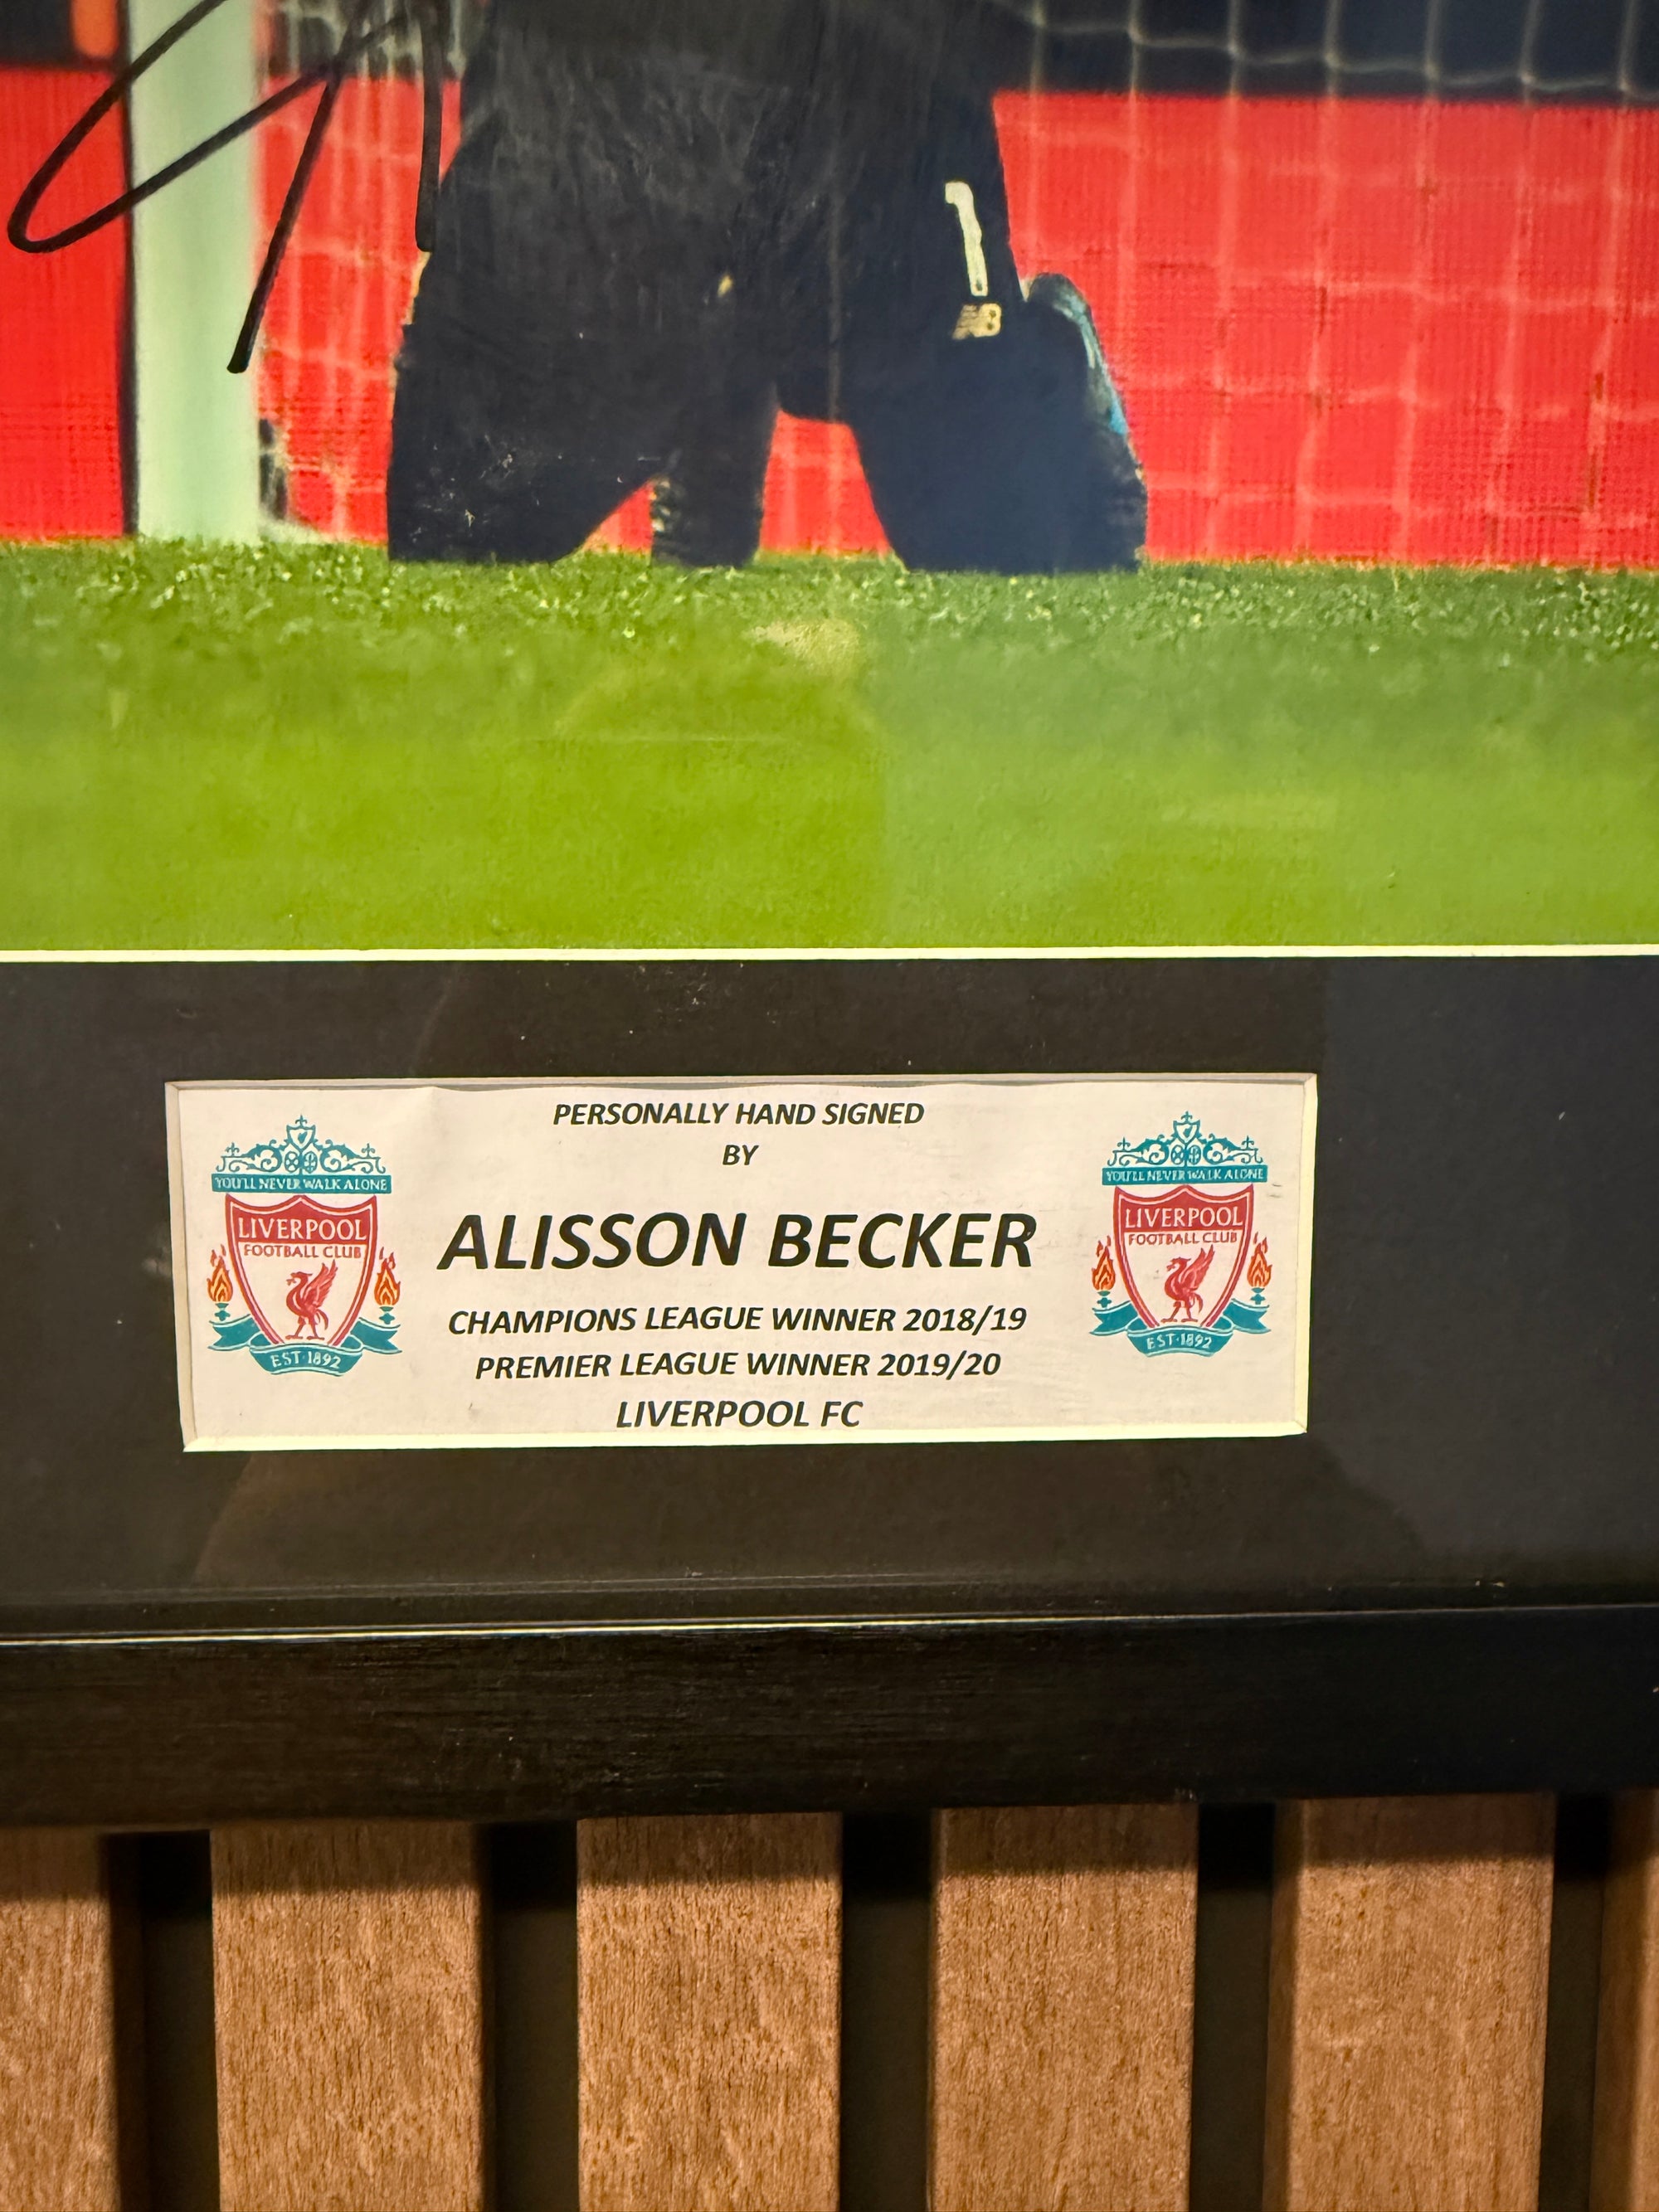 1
PERSONALLY HAND SIGNED
BY
ALISSON BECKER
CHAMPIONS LEAGUE WINNER 2018/19
PREMIER LEAGUE WINNER 2019/20
LIVERPOOL FC
YOU'LL NEVER WALK ALONE
LIVERPOOL
FOOTBALL CLUB
EST·1892
YOU'LL NEVER WALK ALONE
LIVERPOOL
FOOTBALL CLUB
EST·1892